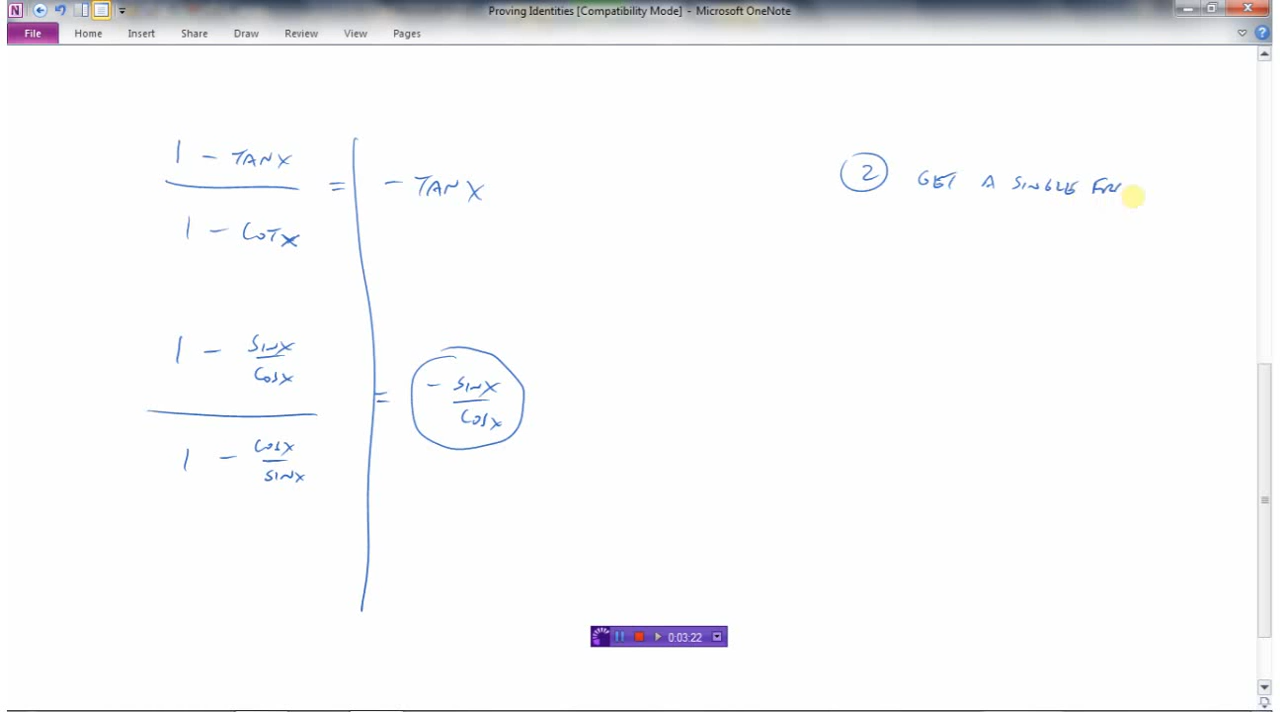 Proving Identities [Compatibility Mode] - Microsoft OneNote
File Home Insert Share Draw Review View Pages
1 - TANX
1 - COTX
=
- TANX
2 GET A SINGLE FR
1 - SINX
COSX
1 - COSX
SINX
=
- SINX
COSX
0:03:22